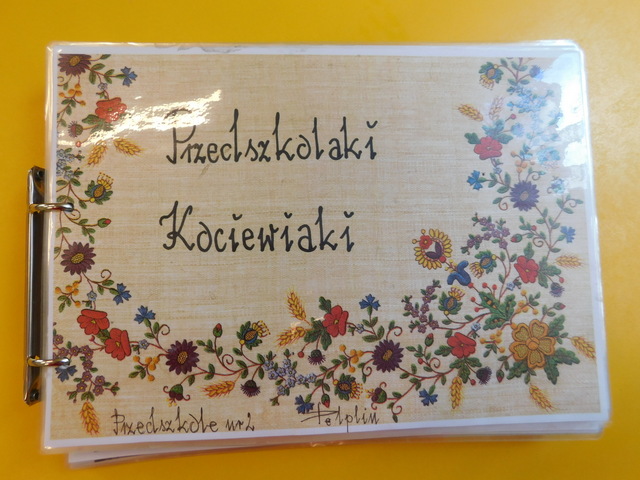 Przedszkolaki
Kociewiaki
Przedszkole nr 2 Pelplin